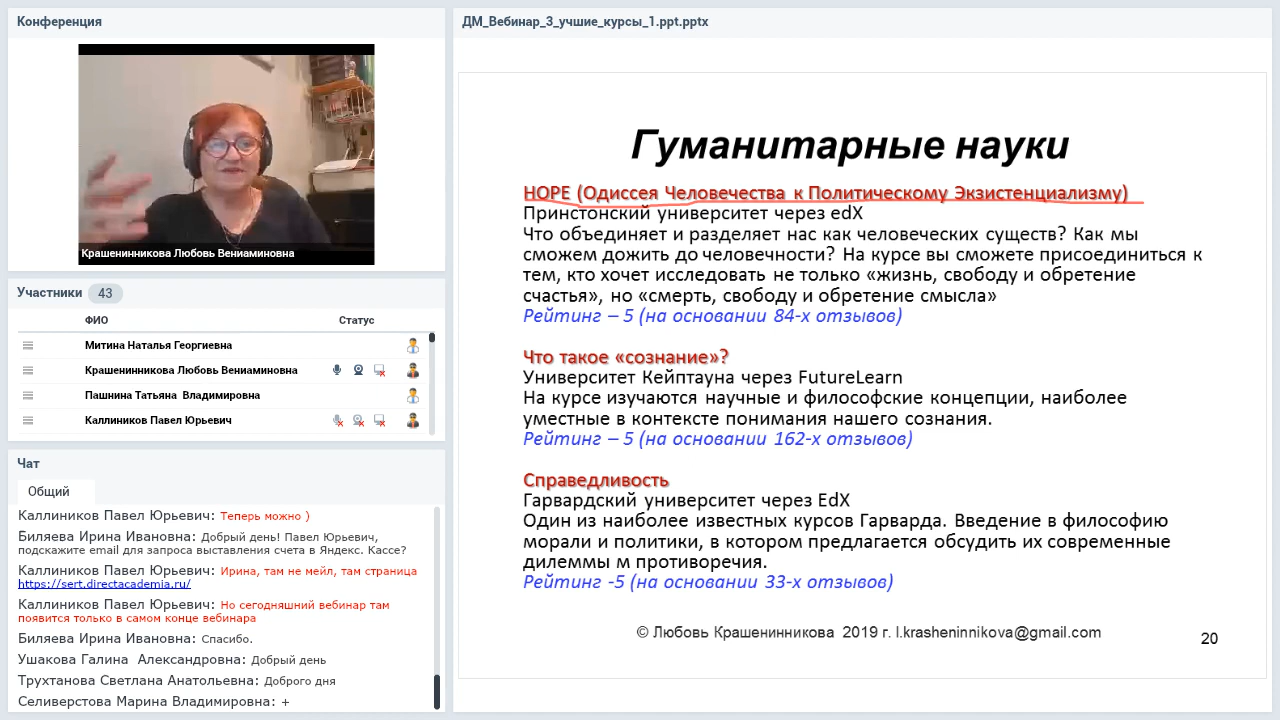 Конференция
Крашенинникова Любовь Вениаминовна
Участники 43
ФИО Статус
Митина Наталья Георгиевна
Крашенинникова Любовь Вениаминовна
Пашнина Татьяна Владимировна
Каллиников Павел Юрьевич
Чат
Общий
Каллиников Павел Юрьевич: Теперь можно )
Биляева Ирина Ивановна: Добрый день! Павел Юрьевич,
подскажите email для запроса выставления счета в Яндекс. Кассе?
Каллиников Павел Юрьевич: Ирина, там не мейл, там страница
https://sert.directacademia.ru/
Каллиников Павел Юрьевич: Но сегодняшний вебинар там
появится только в самом конце вебинара
Биляева Ирина Ивановна: Спасибо.
Ушакова Галина Александровна: Добрый день
Трухтанова Светлана Анатольевна: Доброго дня
Селиверстова Марина Владимировна: +
ДМ_Вебинар_3_учшие_курсы_1.ppt.pptx
Гуманитарные науки
HOPE (Одиссея Человечества к Политическому Экзистенциализму)
Принстонский университет через edX
Что объединяет и разделяет нас как человеческих существ? Как мы
сможем дожить до человечности? На курсе вы сможете присоединиться к
тем, кто хочет исследовать не только «жизнь, свободу и обретение
счастья», но «смерть, свободу и обретение смысла»
Рейтинг – 5 (на основании 84-х отзывов)
Что такое «сознание»?
Университет Кейптауна через FutureLearn
На курсе изучаются научные и философские концепции, наиболее
уместные в контексте понимания нашего сознания.
Рейтинг – 5 (на основании 162-х отзывов)
Справедливость
Гарвардский университет через EdX
Один из наиболее известных курсов Гарварда. Введение в философию
морали и политики, в котором предлагается обсудить их современные
дилеммы м противоречия.
Рейтинг -5 (на основании 33-х отзывов)
© Любовь Крашенинникова 2019 г. l.krasheninnikova@gmail.com
20